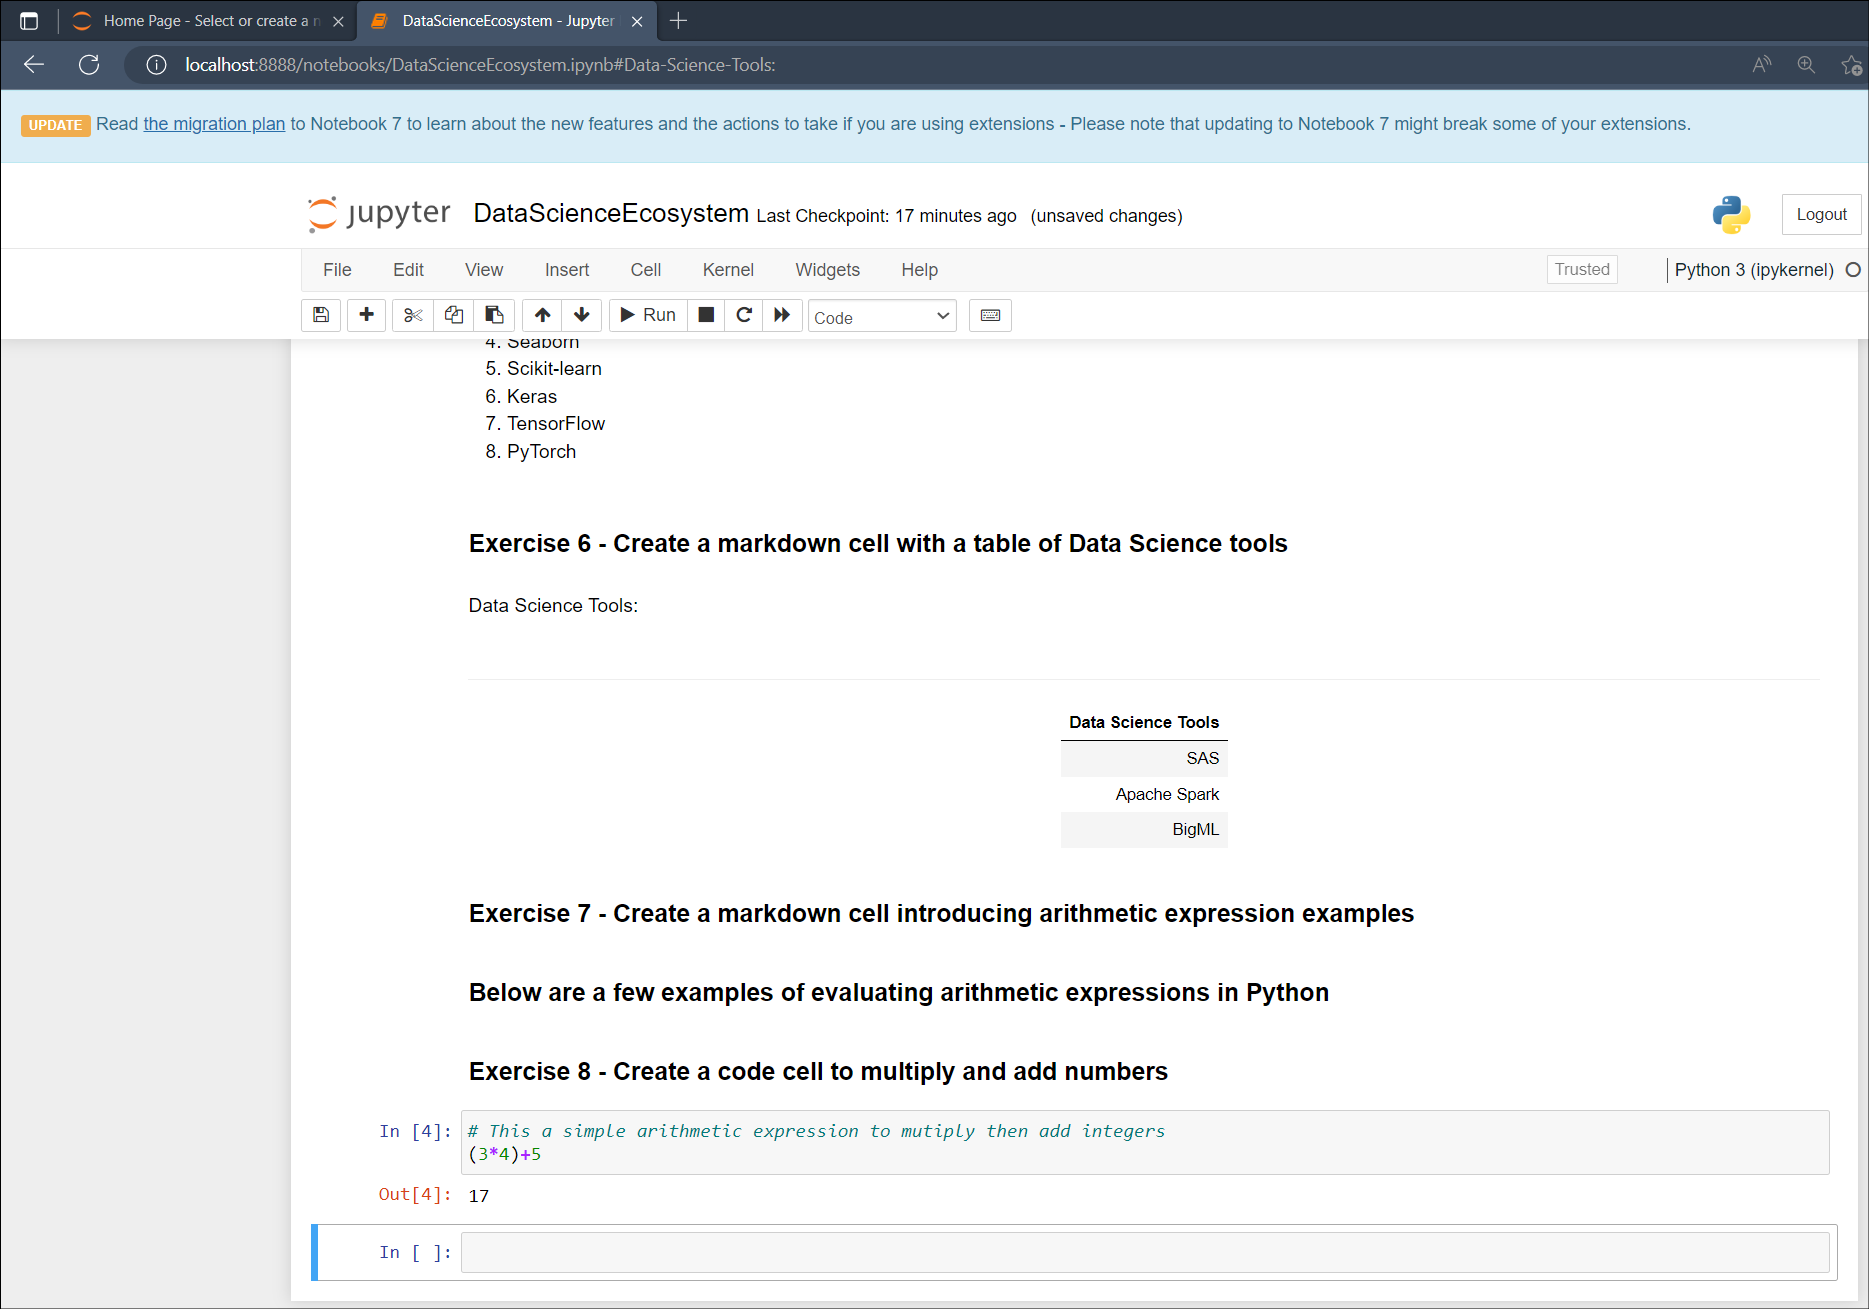 Home Page - Select or create a n
DataScienceEcosystem - Jupyter
localhost:8888/notebooks/DataScienceEcosystem.ipynb#Data-Science-Tools:
UPDATE Read the migration plan to Notebook 7 to learn about the new features and the actions to take if you are using extensions - Please note that updating to Notebook 7 might break some of your extensions.
jupyter DataScienceEcosystem Last Checkpoint: 17 minutes ago (unsaved changes)
Logout
File Edit View Insert Cell Kernel Widgets Help
Trusted
Python 3 (ipykernel)
Run
Code
4. Seaborn
5. Scikit-learn
6. Keras
7. TensorFlow
8. PyTorch
Exercise 6 - Create a markdown cell with a table of Data Science tools
Data Science Tools:
Data Science Tools
SAS
Apache Spark
BigML
Exercise 7 - Create a markdown cell introducing arithmetic expression examples
Below are a few examples of evaluating arithmetic expressions in Python
Exercise 8 - Create a code cell to multiply and add numbers
In [4]: # This a simple arithmetic expression to mutiply then add integers
(3*4)+5
Out[4]: 17
In [ ]: